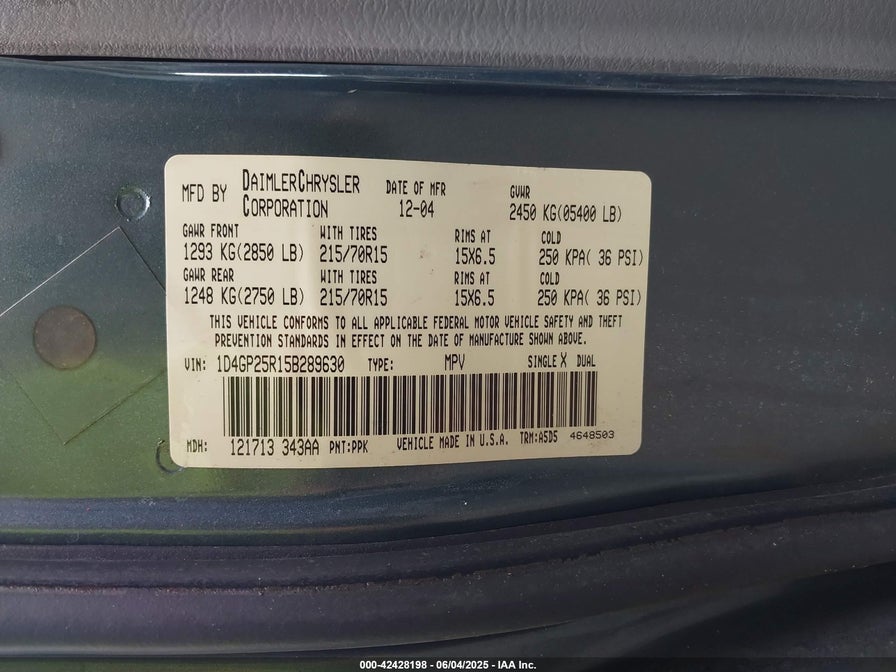 MFD BY DAIMLERCHRYSLER CORPORATION DATE OF MFR 12-04 GVWR 2450 KG(05400 LB)
GAWR FRONT WITH TIRES RIMS AT COLD
1293 KG(2850 LB) 215/70R15 15X6.5 250 KPA( 36 PSI)
GAWR REAR WITH TIRES RIMS AT COLD
1248 KG(2750 LB) 215/70R15 15X6.5 250 KPA( 36 PSI)
THIS VEHICLE CONFORMS TO ALL APPLICABLE FEDERAL MOTOR VEHICLE SAFETY AND THEFT
PREVENTION STANDARDS IN EFFECT ON THE DATE OF MANUFACTURE SHOWN ABOVE.
VIN: 1D4GP25R15B289630 TYPE: MPV SINGLE X DUAL
MDH: 121713 343AA PNT:PPK VEHICLE MADE IN U.S.A. TRM:A5D5 4648503
000-42428198 - 06/04/2025 - IAA Inc.